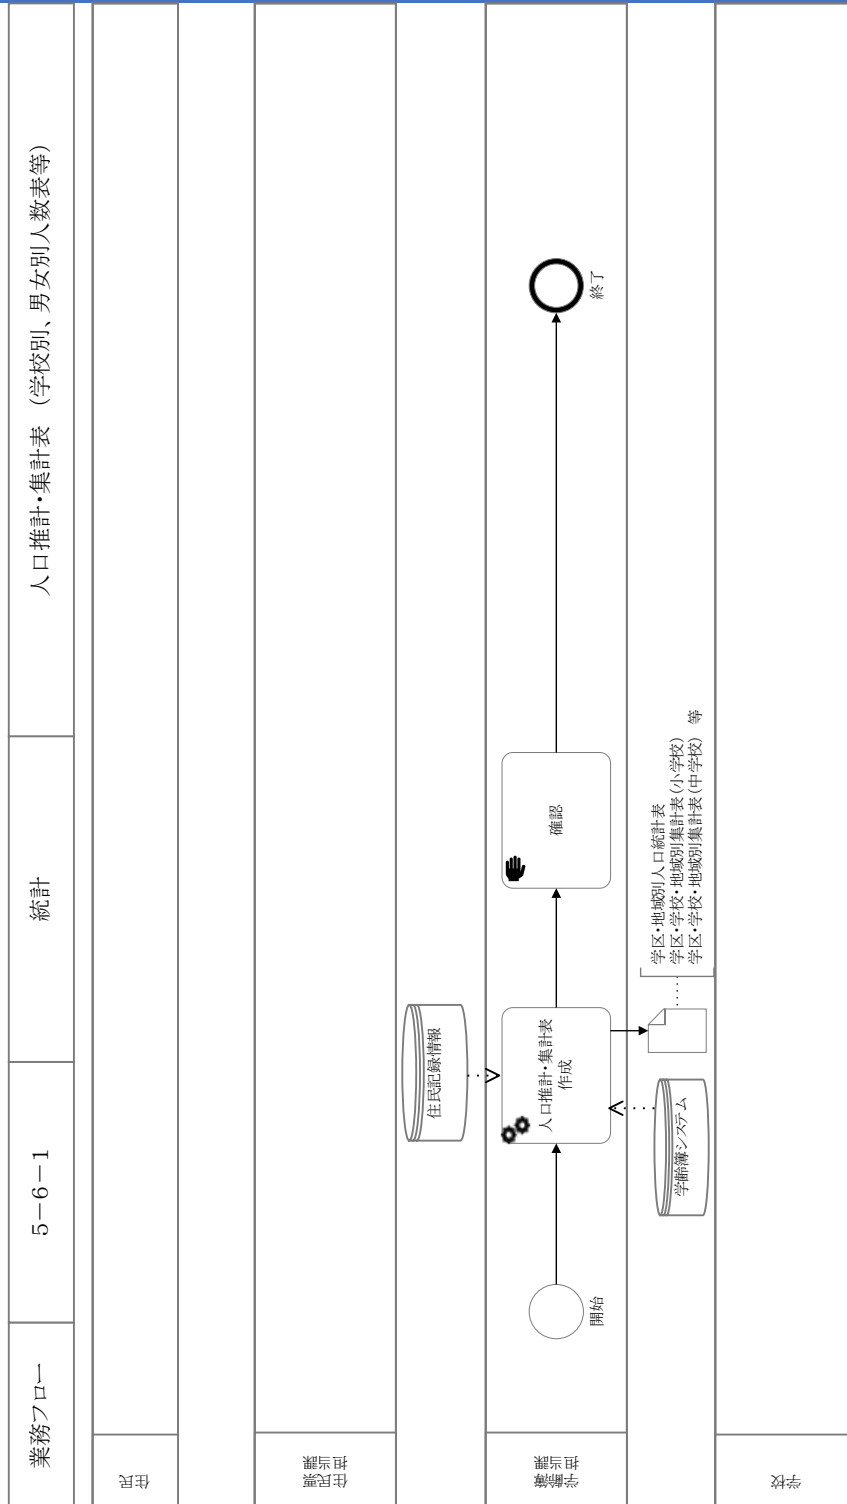 業務フロー
5－6－1
統計
人口推計・集計表　（学校別、男女別人数表等）
住民
住民票
担当課
住民記録情報
学齢簿
担当課
開始
人口推計・集計表
作成
確認
終了
学齢簿システム
学区・地域別人口統計表
学区・学校・地域別集計表（小学校）
学区・学校・地域別集計表（中学校）　等
学校